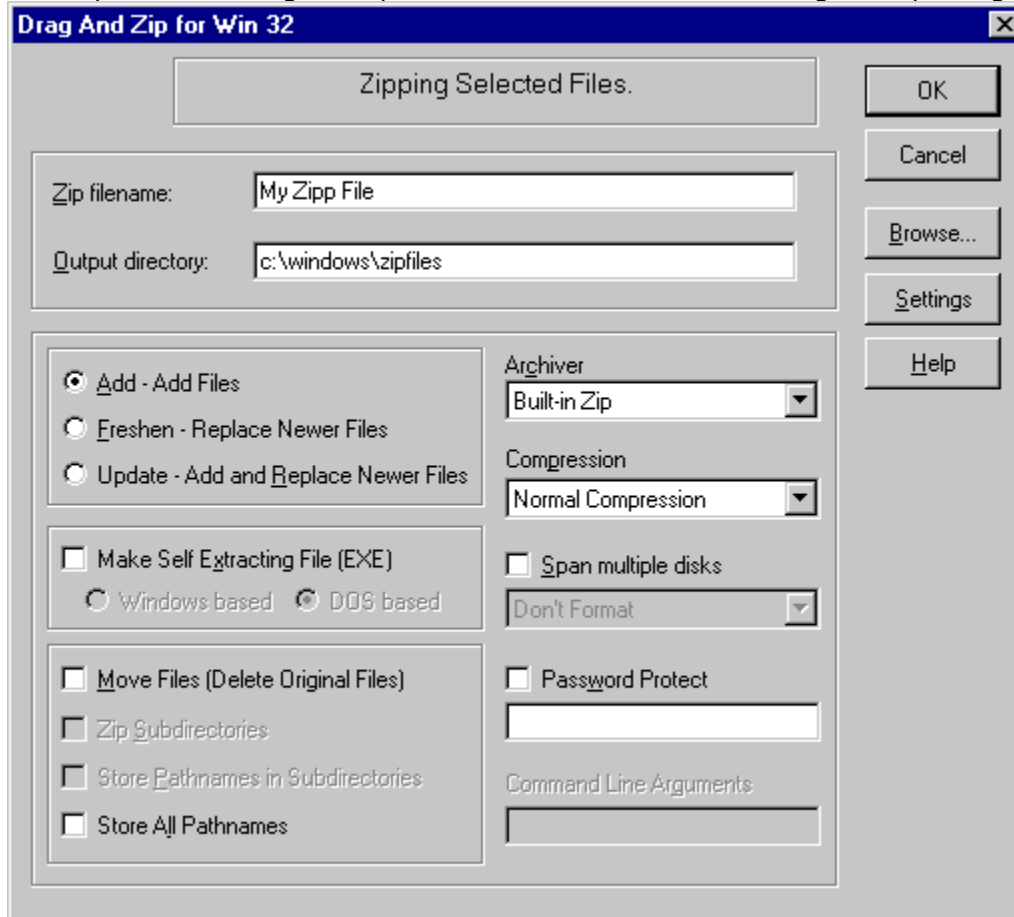 Drag And Zip for Win 32
Zipping Selected Files.
OK
Cancel
Zip filename:
My Zipp File
Browse...
Output directory:
c:\windows\zipfiles
Settings
Help
Add - Add Files
Freshen - Replace Newer Files
Update - Add and Replace Newer Files
Make Self Extracting File (EXE)
Windows based
DOS based
Move Files (Delete Original Files)
Zip Subdirectories
Store Pathnames in Subdirectories
Store All Pathnames
Archiver
Built-in Zip
Compression
Normal Compression
Span multiple disks
Don't Format
Password Protect
Command Line Arguments